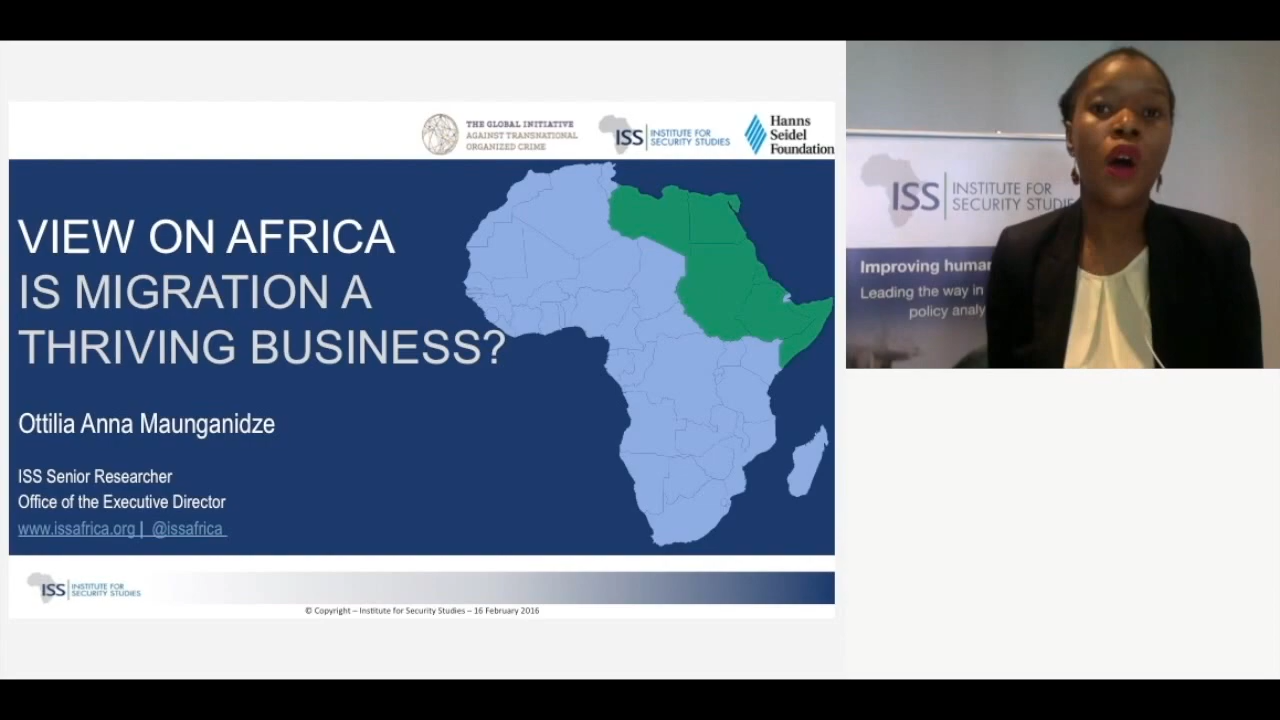 THE GLOBAL INITIATIVE
AGAINST TRANSNATIONAL
ORGANIZED CRIME
ISS
INSTITUTE FOR
SECURITY STUDIES
Hanns
Seidel
Foundation
VIEW ON AFRICA
IS MIGRATION A
THRIVING BUSINESS?
Ottilia Anna Maunganidze
ISS Senior Researcher
Office of the Executive Director
www.issafrica.org | @issafrica
ISS
INSTITUTE FOR
SECURITY STUDIES
© Copyright – Institute for Security Studies – 16 February 2016
ISS
INSTITUTE FOR
SECURITY STUDIE
Improving human
Leading the way in
policy analy